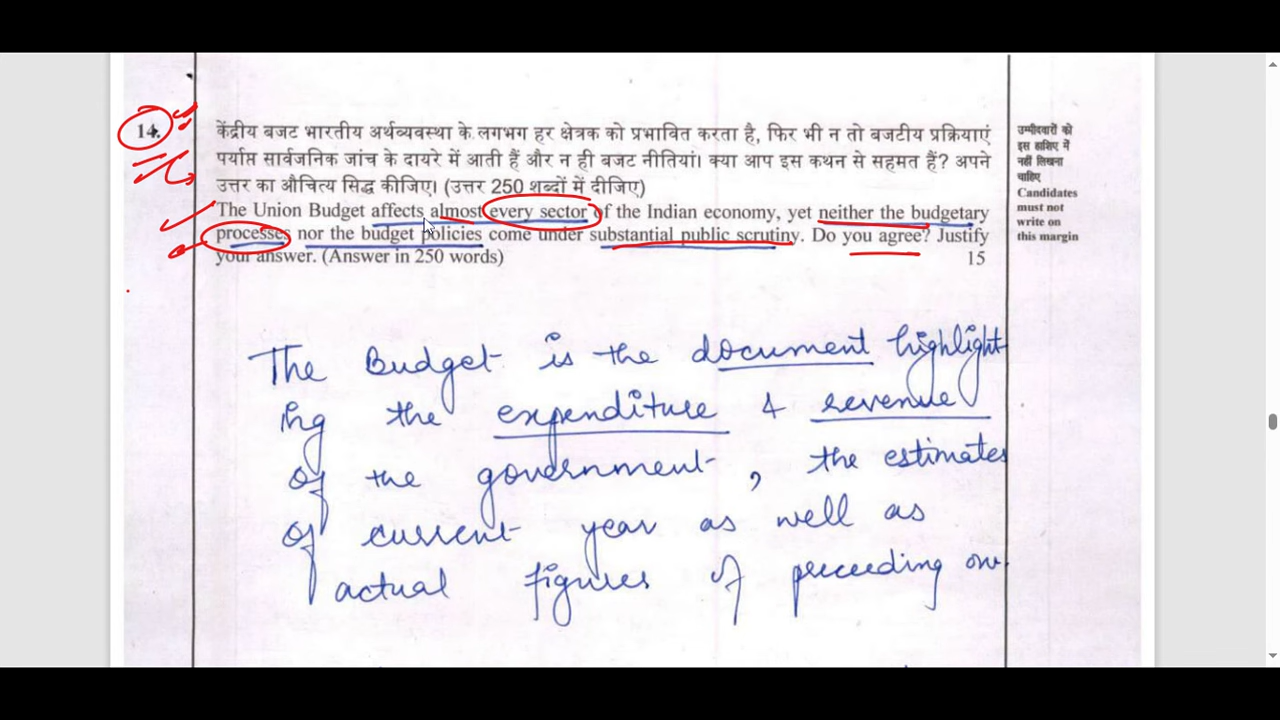 14.
केंद्रीय बजट भारतीय अर्थव्यवस्था के लगभग हर क्षेत्रक को प्रभावित करता है, फिर भी न तो बजटीय प्रक्रियाएं
पर्याप्त सार्वजनिक जांच के दायरे में आती हैं और न ही बजट नीतियां। क्या आप इस कथन से सहमत हैं? अपने
उत्तर का औचित्य सिद्ध कीजिए। (उत्तर 250 शब्दों में दीजिए)
The Union Budget affects almost every sector of the Indian economy, yet neither the budgetary
processes nor the budget policies come under substantial public scrutiny. Do you agree? Justify
your answer. (Answer in 250 words)
15
उम्मीदवारों को
इस हाशिए में
नहीं लिखना
चाहिए
Candidates
must not
write on
this margin
The Budget is the document highlight
ing the expenditure & revenue
of the government, the estimates
of current year as well as
actual figures of preceeding one.